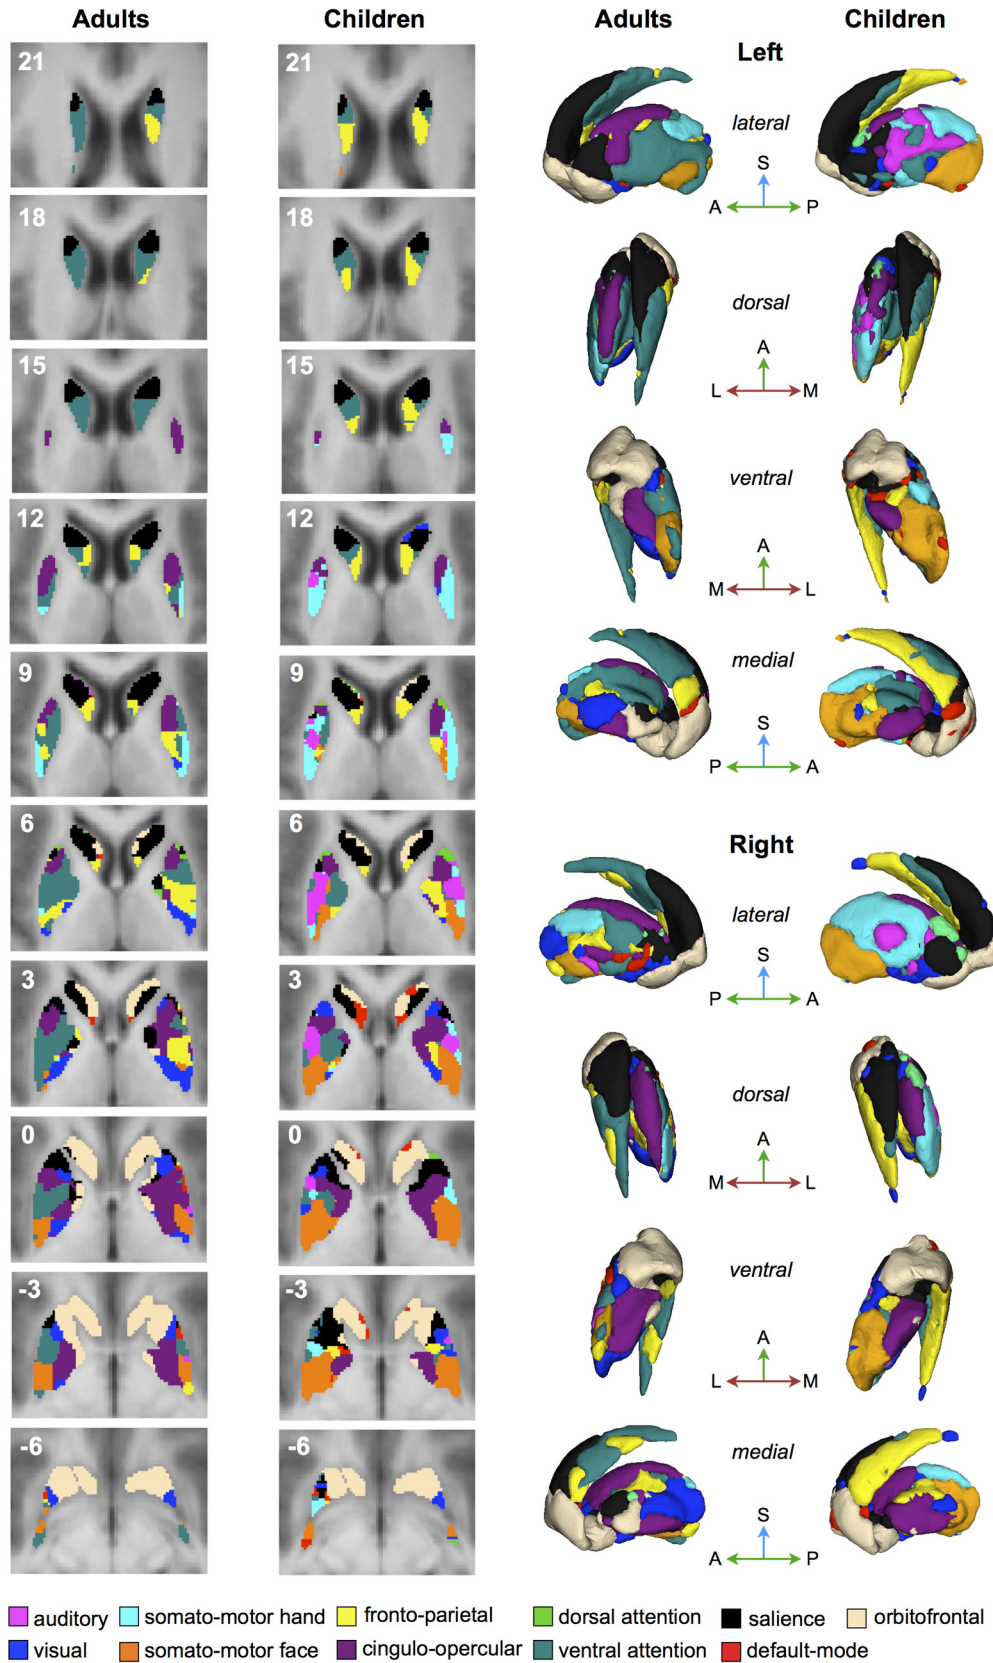 Adults Children Adults Children
Left
21 21
lateral
S
A P
18 18
dorsal
A
L M
15 15
ventral
A
M L
12 12
medial
S
P A
9 9
6 6
Right
lateral
S
P A
3 3
dorsal
A
M L
0 0
ventral
A
L M
-3 -3
medial
S
A P
-6 -6
auditory somato-motor hand fronto-parietal dorsal attention salience orbitofrontal
visual somato-motor face cingulo-opercular ventral attention default-mode